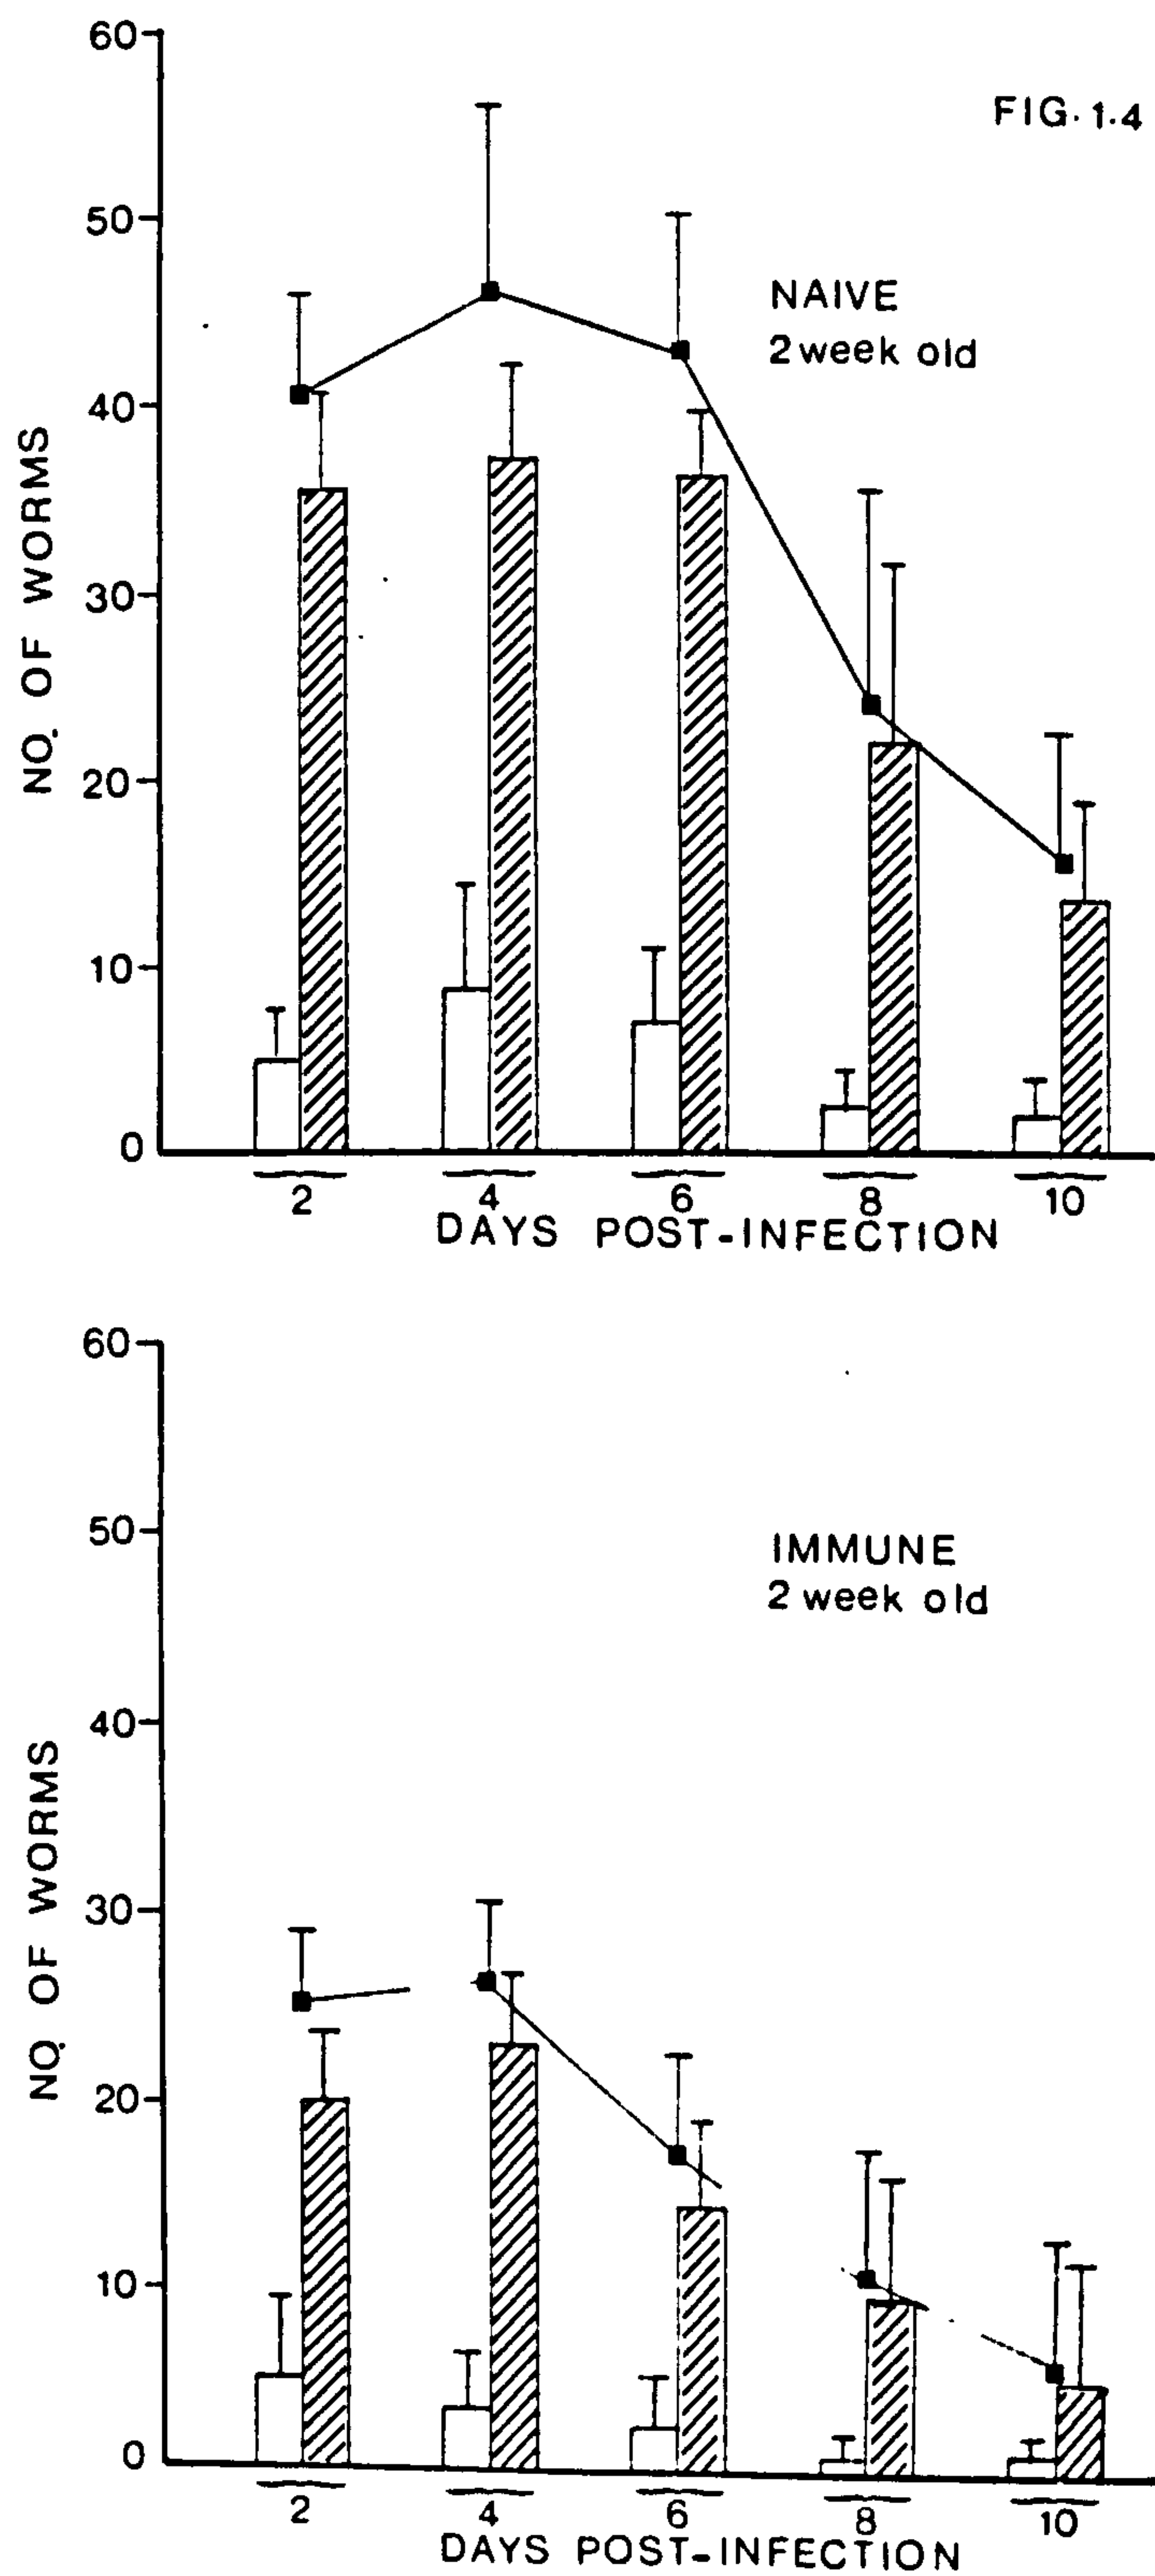 FIG. 1.4
60
50
40
30
20
10
0
NO. OF WORMS
NAIVE
2 week old
2 4 6 8 10
DAYS POST-INFECTION
60
50
40
30
20
10
0
NO. OF WORMS
IMMUNE
2 week old
2 4 6 8 10
DAYS POST-INFECTION